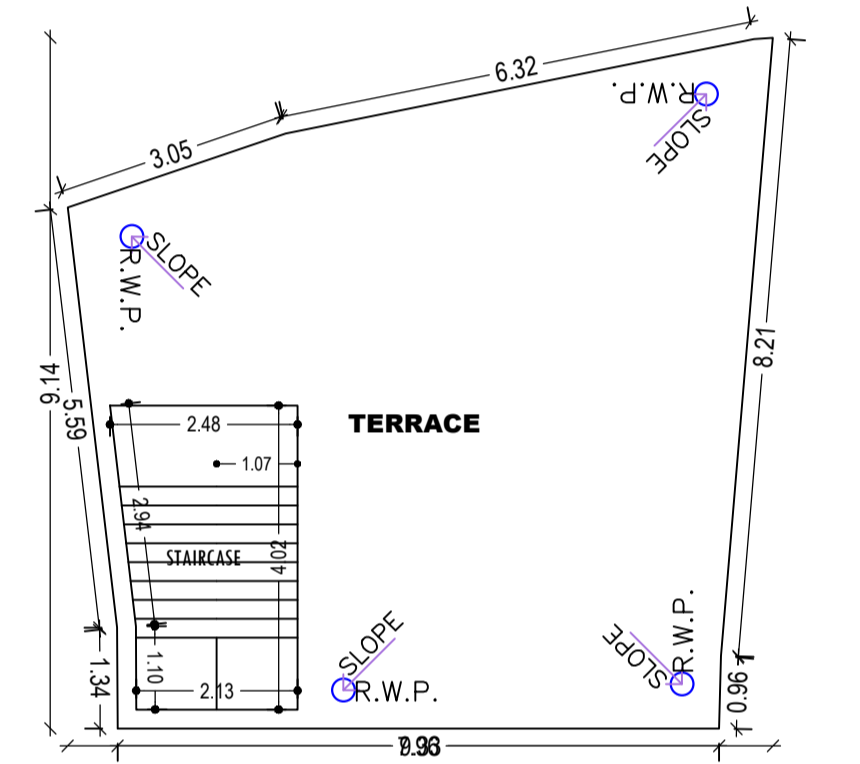 6.32
R.W.P.
SLOPE
3.05
SLOPE
R.W.P.
8.21
9.14
5.59
TERRACE
2.48
1.07
2.94
STAIRCASE
4.02
SLOPE
R.W.P.
SLOPE
R.W.P.
1.34
1.10
2.13
0.96